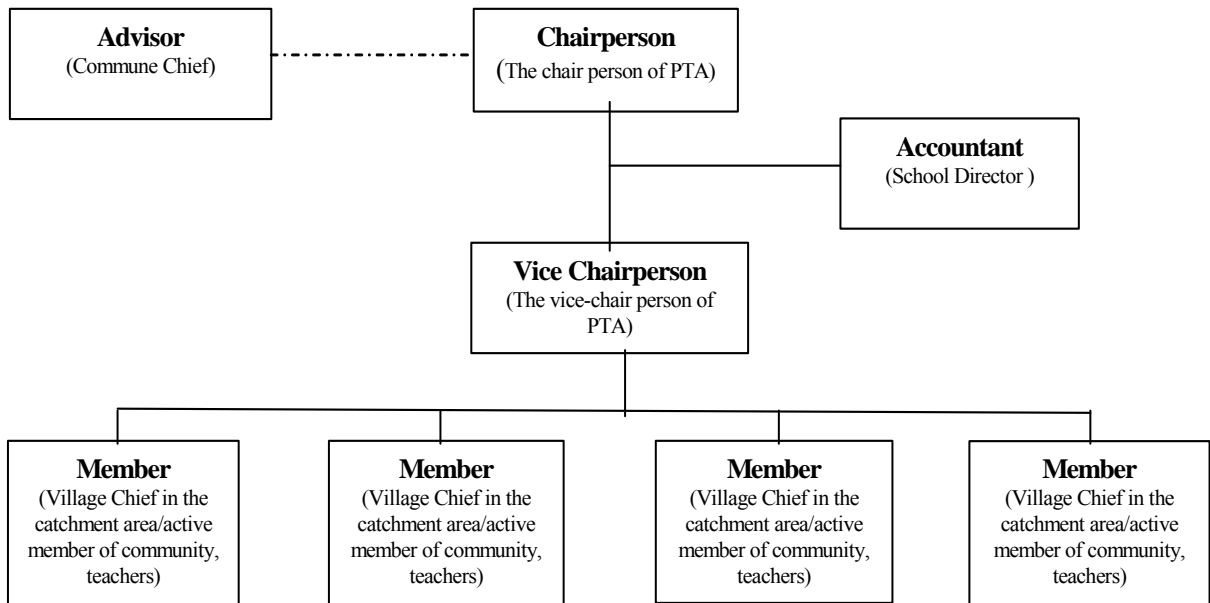 Advisor
(Commune Chief)
Chairperson
(The chair person of PTA)
Accountant
(School Director )
Vice Chairperson
(The vice-chair person of
PTA)
Member
(Village Chief in the
catchment area/active
member of community,
teachers)
Member
(Village Chief in the
catchment area/active
member of community,
teachers)
Member
(Village Chief in the
catchment area/active
member of community,
teachers)
Member
(Village Chief in the
catchment area/active
member of community,
teachers)